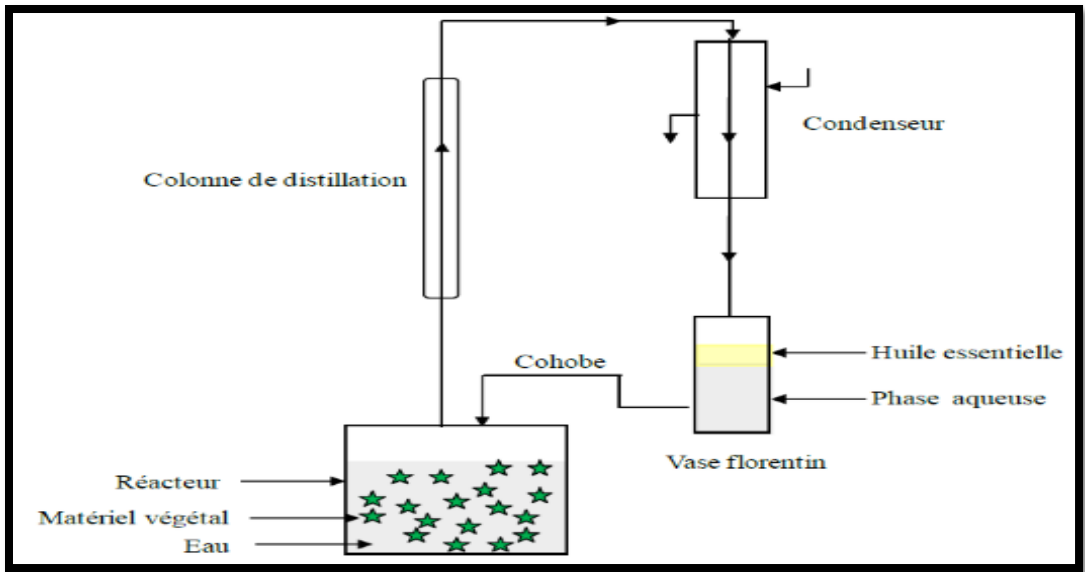 Condenseur
Colonne de distillation
Huile essentielle
Cohobe
Phase aqueuse
Vase florentin
Réacteur
Matériel végétal
Eau